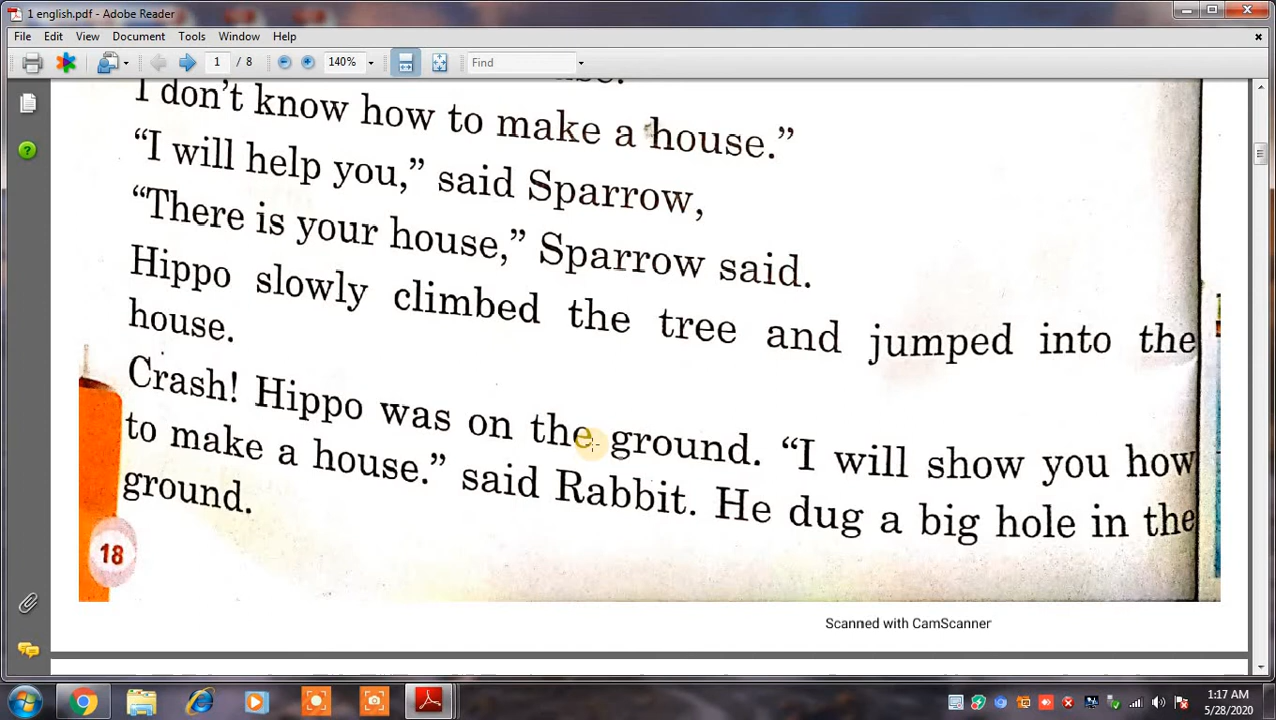 1 english.pdf - Adobe Reader
File Edit View Document Tools Window Help
1 / 8 140% Find
I don't know how to make a house."
"I will help you," said Sparrow,
"There is your house," Sparrow said.
Hippo slowly climbed the tree and jumped into the
house.
Crash! Hippo was on the ground. "I will show you how
to make a house." said Rabbit. He dug a big hole in the
ground.
18
Scanned with CamScanner
1:17 AM
5/28/2020